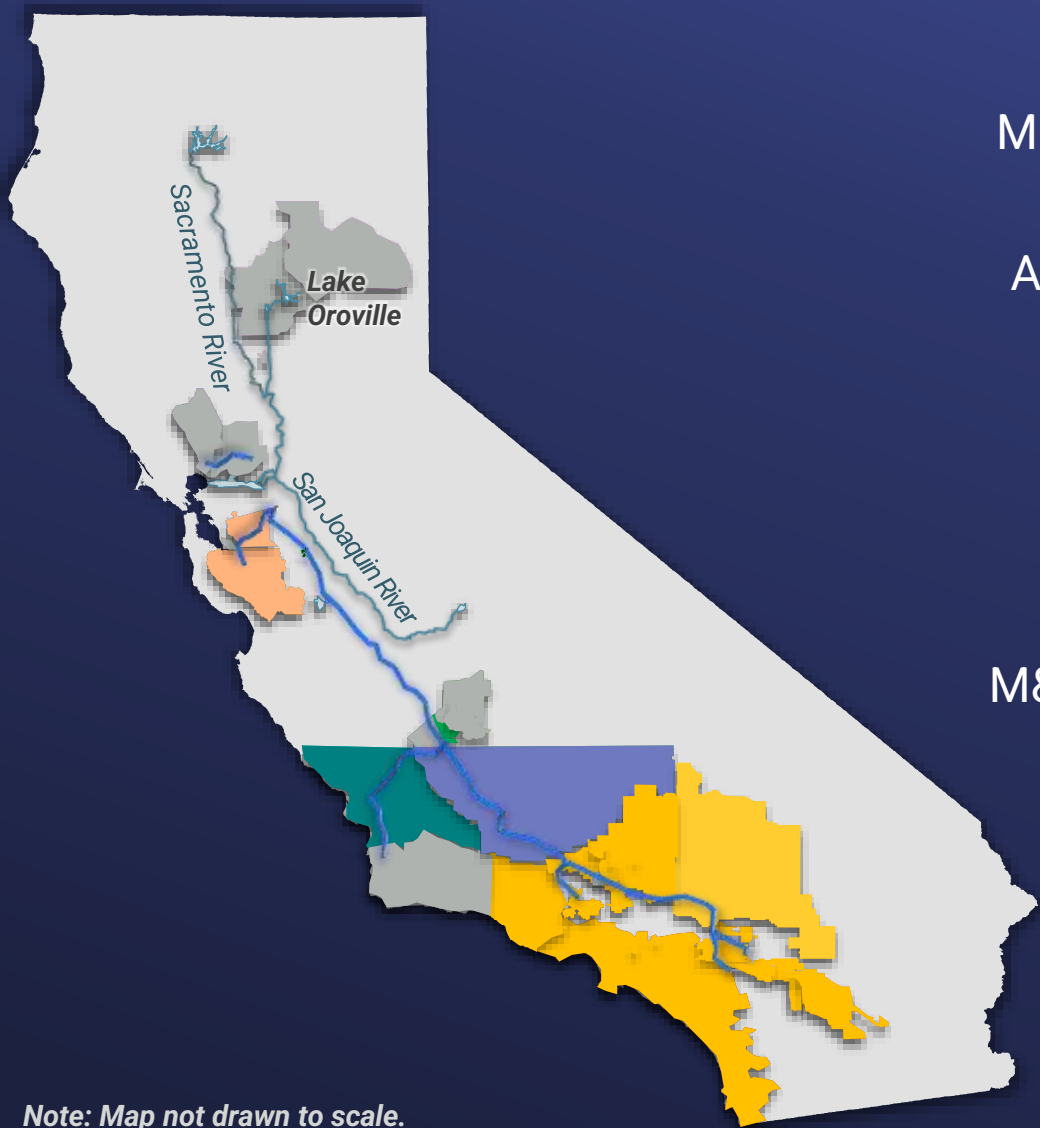 M
A
Sacramento River
Lake
Oroville
San Joaquin River
M&
Note: Map not drawn to scale.